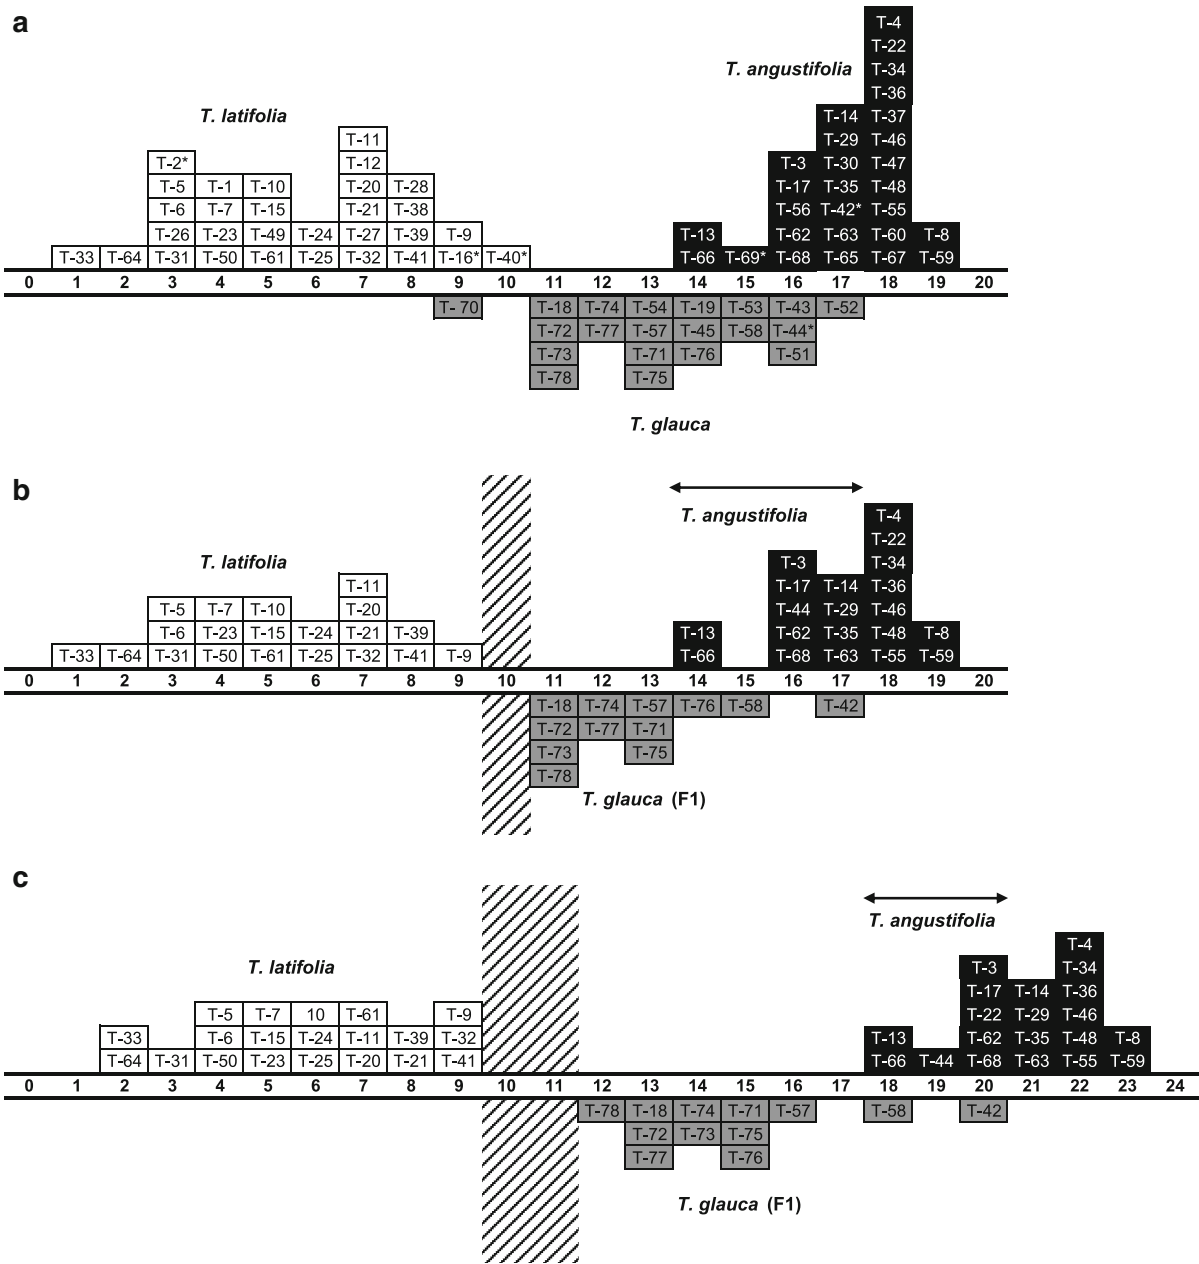 a
T-4
T-22
T. angustifolia T-34
T-36
T. latifolia T-14 T-37
T-11 T-29 T-46
T-2* T-12 T-3 T-30 T-47
T-5 T-1 T-10 T-20 T-28 T-17 T-35 T-48
T-6 T-7 T-15 T-21 T-38 T-56 T-42* T-55
T-26 T-23 T-49 T-24 T-27 T-39 T-9 T-13 T-62 T-63 T-60 T-8
T-33 T-64 T-31 T-50 T-61 T-25 T-32 T-41 T-16* T-40* T-66 T-69* T-68 T-65 T-67 T-59
0 1 2 3 4 5 6 7 8 9 10 11 12 13 14 15 16 17 18 19 20
T- 70 T-18 T-74 T-54 T-19 T-53 T-43 T-52
T-72 T-77 T-57 T-45 T-58 T-44*
T-73 T-71 T-76 T-51
T-78 T-75
T. glauca
b
T. angustifolia T-4
T-22
T. latifolia T-3 T-34
T-11 T-17 T-14 T-36
T-5 T-7 T-10 T-20 T-44 T-29 T-46
T-6 T-23 T-15 T-24 T-21 T-39 T-13 T-62 T-35 T-48 T-8
T-33 T-64 T-31 T-50 T-61 T-25 T-32 T-41 T-9 T-66 T-68 T-63 T-55 T-59
0 1 2 3 4 5 6 7 8 9 10 11 12 13 14 15 16 17 18 19 20
T-18 T-74 T-57 T-76 T-58 T-42
T-72 T-77 T-71
T-73 T-75
T-78
T. glauca (F1)
c
T. angustifolia
T-4
T. latifolia T-3 T-34
T-17 T-14 T-36
T-5 T-7 10 T-61 T-9 T-22 T-29 T-46
T-33 T-6 T-15 T-24 T-11 T-39 T-32 T-13 T-62 T-35 T-48 T-8
T-64 T-31 T-50 T-23 T-25 T-20 T-21 T-41 T-66 T-44 T-68 T-63 T-55 T-59
0 1 2 3 4 5 6 7 8 9 10 11 12 13 14 15 16 17 18 19 20 21 22 23 24
T-78 T-18 T-74 T-71 T-57 T-58 T-42
T-72 T-73 T-75
T-77 T-76
T. glauca (F1)